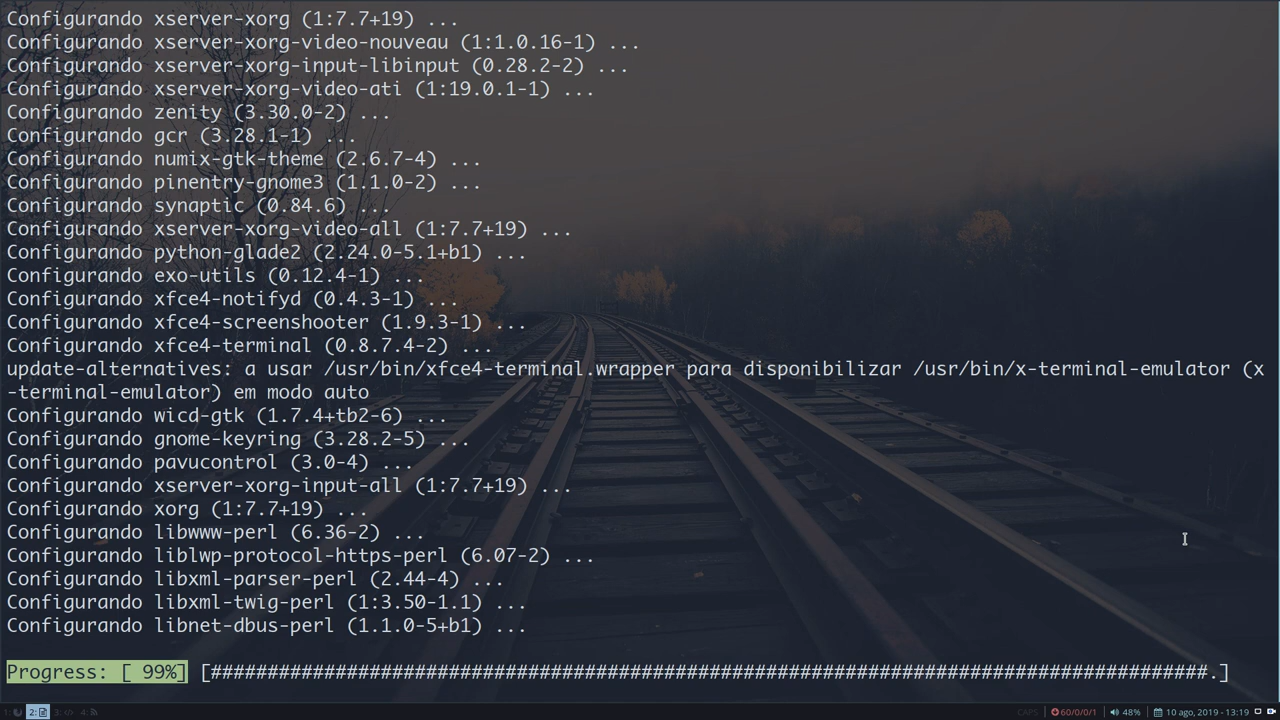 Configurando xserver-xorg (1:7.7+19) ...
Configurando xserver-xorg-video-nouveau (1:1.0.16-1) ...
Configurando xserver-xorg-input-libinput (0.28.2-2) ...
Configurando xserver-xorg-video-ati (1:19.0.1-1) ...
Configurando zenity (3.30.0-2) ...
Configurando gcr (3.28.1-1) ...
Configurando numix-gtk-theme (2.6.7-4) ...
Configurando pinentry-gnome3 (1.1.0-2) ...
Configurando synaptic (0.84.6) ...
Configurando xserver-xorg-video-all (1:7.7+19) ...
Configurando python-glade2 (2.24.0-5.1+b1) ...
Configurando exo-utils (0.12.4-1) ...
Configurando xfce4-notifyd (0.4.3-1) ...
Configurando xfce4-screenshooter (1.9.3-1) ...
Configurando xfce4-terminal (0.8.7.4-2) ...
update-alternatives: a usar /usr/bin/xfce4-terminal.wrapper para disponibilizar /usr/bin/x-terminal-emulator (x
-terminal-emulator) em modo auto
Configurando wicd-gtk (1.7.4+tb2-6) ...
Configurando gnome-keyring (3.28.2-5) ...
Configurando pavucontrol (3.0-4) ...
Configurando xserver-xorg-input-all (1:7.7+19) ...
Configurando xorg (1:7.7+19) ...
Configurando libwww-perl (6.36-2) ...
Configurando liblwp-protocol-https-perl (6.07-2) ...
Configurando libxml-parser-perl (2.44-4) ...
Configurando libxml-twig-perl (1:3.50-1.1) ...
Configurando libnet-dbus-perl (1.1.0-5+b1) ...
Progress: [ 99%] [########################################################################################.]
1: 2: 3: 4: CAPS 60/0/0/1 48% 10 ago, 2019 - 13:19